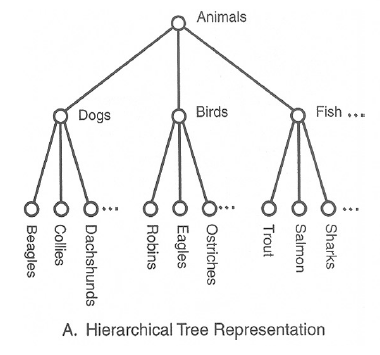 Animals
Dogs
Birds
Fish ...
...
...
...
Beagles
Collies
Dachshunds
Robins
Eagles
Ostriches
Trout
Salmon
Sharks
A. Hierarchical Tree Representation